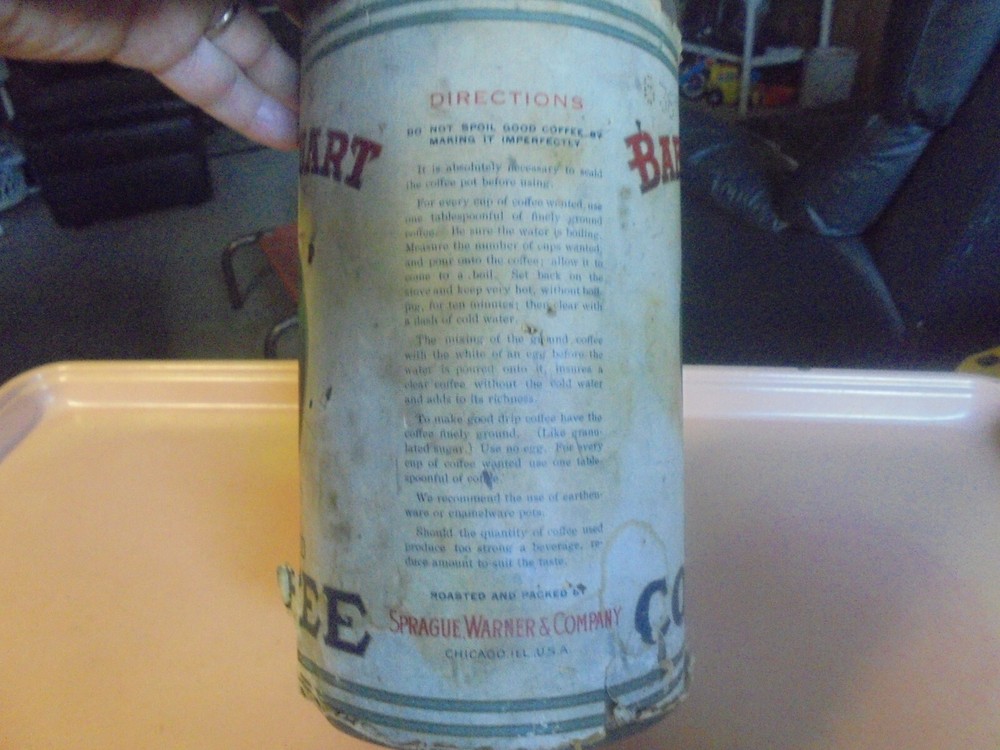 DIRECTIONS
DO NOT SPOIL GOOD COFFEE BY
MAKING IT IMPERFECTLY
It is absolutely necessary to scald
the coffee pot before using.
For every cup of coffee wanted, use
one tablespoonful of finely ground
coffee. Be sure the water is boiling.
Measure the number of cups wanted,
and pour onto the coffee; allow it to
come to a boil. Set back on the
stove and keep very hot, without boil-
ing, for ten minutes; then clear with
a dash of cold water.
The mixing of the ground coffee
with the white of an egg before the
water is poured onto it, insures a
clear coffee without the cold water
and adds to its richness.
To make good drip coffee have the
coffee finely ground. (Like granu-
lated sugar.) Use no egg. For every
cup of coffee wanted use one table-
spoonful of coffee.
We recommend the use of earthen-
ware or enamelware pots.
Should the quantity of coffee used
produce too strong a beverage, re-
duce amount to suit the taste.
ROASTED AND PACKED BY
SPRAGUE, WARNER & COMPANY
CHICAGO, ILL. U.S.A.
ART
BA
FEE
CO